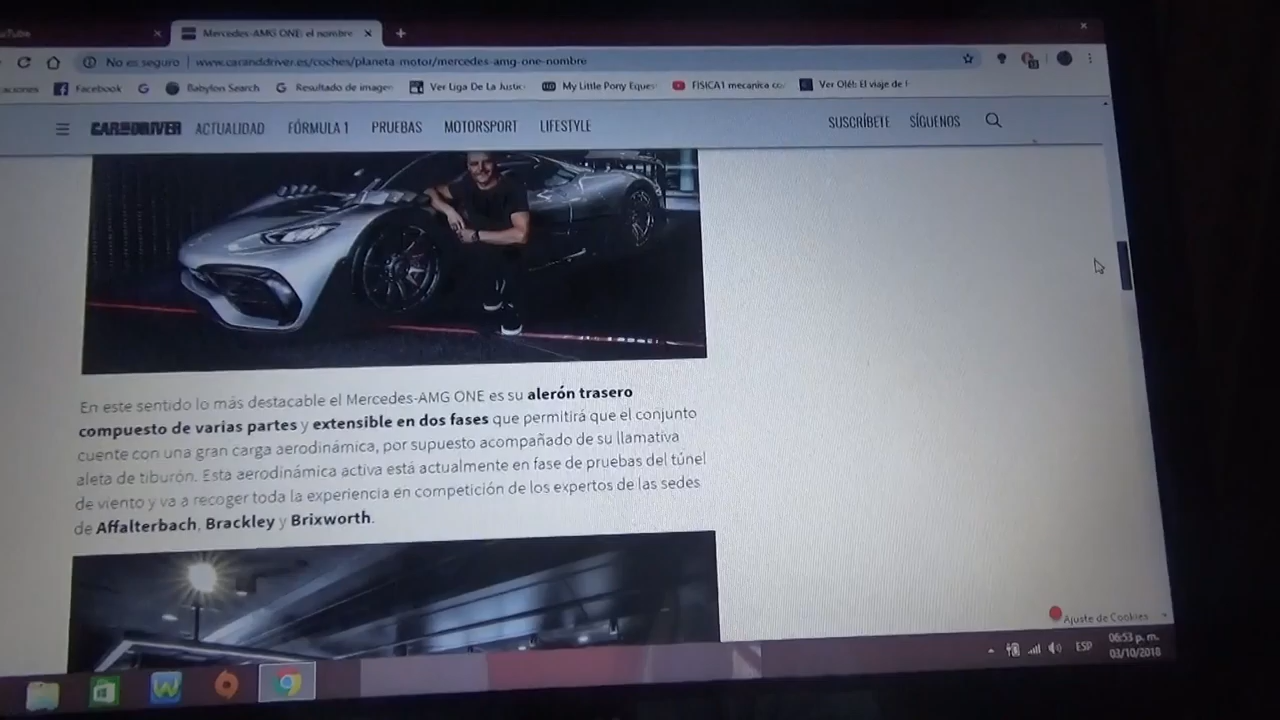 Mercedes-AMG ONE: el nombre
No es seguro www.caranddriver.es/coches/planeta-motor/mercedes-amg-one-nombre
Facebook Babylon Search Resultado de imagen Ver Liga De La Justic My Little Pony Eques FISICA1 mecanica co Ver Olé!: El viaje de
CAR AND DRIVER ACTUALIDAD FÓRMULA 1 PRUEBAS MOTORSPORT LIFESTYLE SUSCRÍBETE SÍGUENOS
En este sentido lo más destacable el Mercedes-AMG ONE es su alerón trasero
compuesto de varias partes y extensible en dos fases que permitirá que el conjunto
cuente con una gran carga aerodinámica, por supuesto acompañado de su llamativa
aleta de tiburón. Esta aerodinámica activa está actualmente en fase de pruebas del túnel
de viento y va a recoger toda la experiencia en competición de los expertos de las sedes
de Affalterbach, Brackley y Brixworth.
Ajuste de Cookies
ESP
06:53 p. m.
03/10/2018